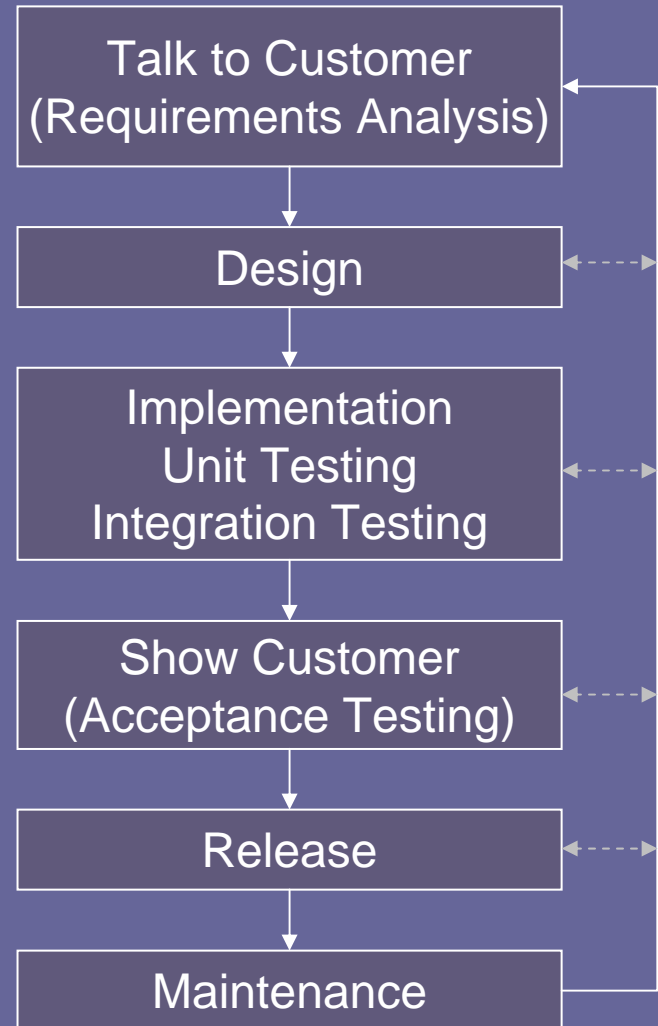 Talk to Customer
(Requirements Analysis)
Design
Implementation
Unit Testing
Integration Testing
Show Customer
(Acceptance Testing)
Release
Maintenance